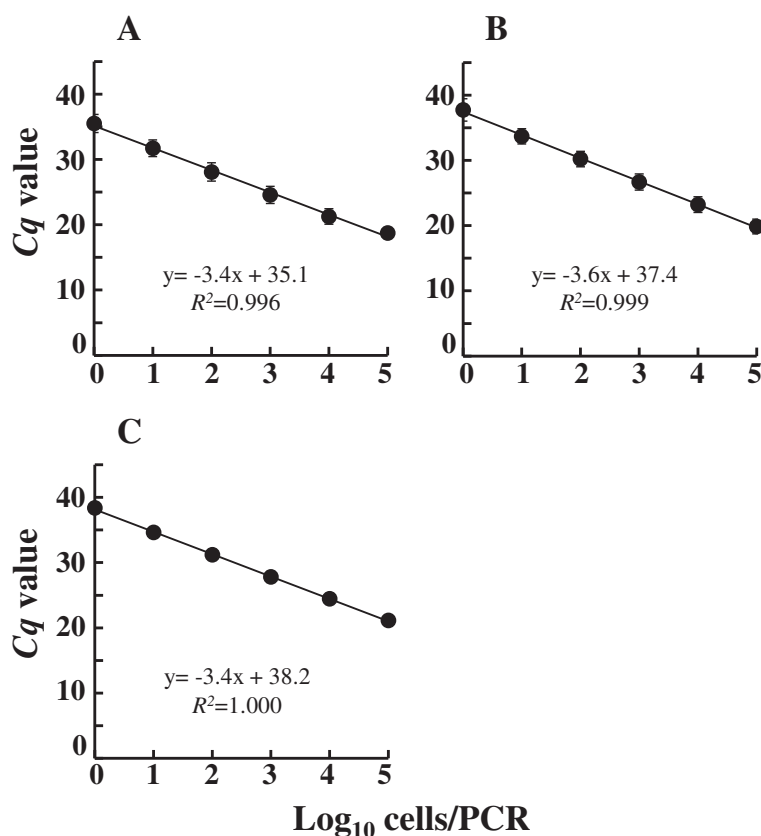 A
B
40
30
20
10
0
Cq value
y= -3.4x + 35.1
R²=0.996
0 1 2 3 4 5
40
30
20
10
0
y= -3.6x + 37.4
R²=0.999
0 1 2 3 4 5
C
40
30
20
10
0
Cq value
y= -3.4x + 38.2
R²=1.000
0 1 2 3 4 5
Log₁₀ cells/PCR